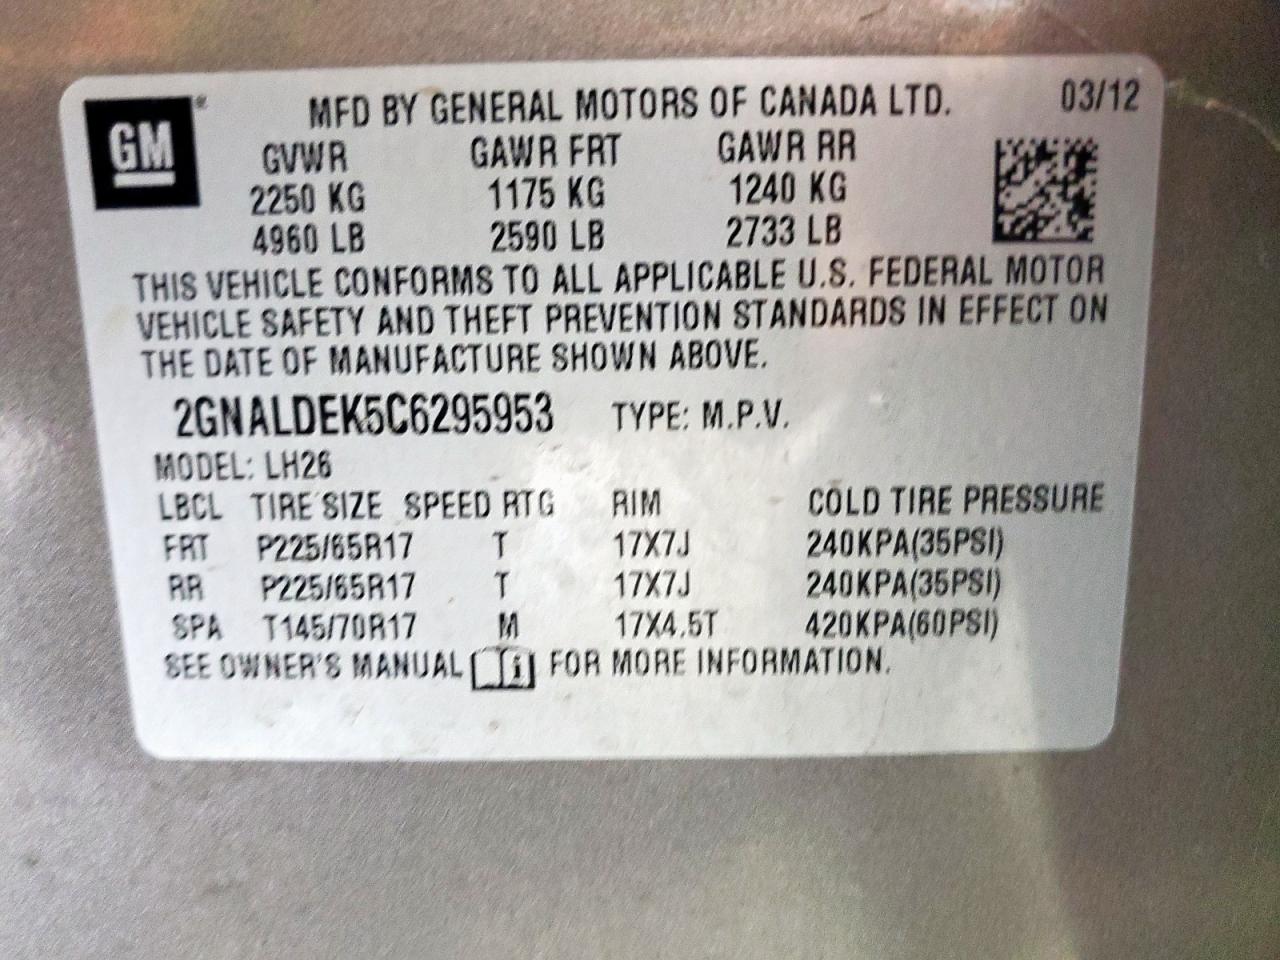 GM® MFD BY GENERAL MOTORS OF CANADA LTD. 03/12
GVWR GAWR FRT GAWR RR
2250 KG 1175 KG 1240 KG
4960 LB 2590 LB 2733 LB
THIS VEHICLE CONFORMS TO ALL APPLICABLE U.S. FEDERAL MOTOR
VEHICLE SAFETY AND THEFT PREVENTION STANDARDS IN EFFECT ON
THE DATE OF MANUFACTURE SHOWN ABOVE.
2GNALDEK5C6295953 TYPE: M.P.V.
MODEL: LH26
LBCL TIRE SIZE SPEED RTG RIM COLD TIRE PRESSURE
FRT P225/65R17 T 17X7J 240KPA(35PSI)
RR P225/65R17 T 17X7J 240KPA(35PSI)
SPA T145/70R17 M 17X4.5T 420KPA(60PSI)
SEE OWNER'S MANUAL i FOR MORE INFORMATION.